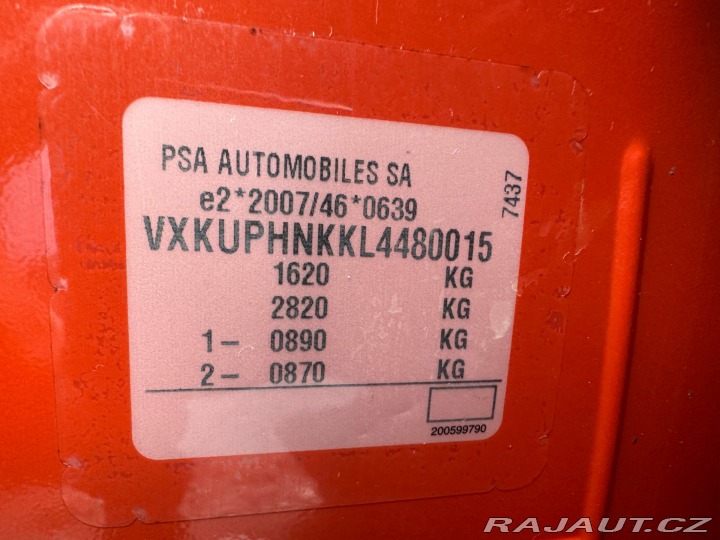 PSA AUTOMOBILES SA
e2*2007/46*0639
VXKUPHNKKL4480015
1620 KG
2820 KG
1– 0890 KG
2– 0870 KG
7437
200599790
RAJAUT.CZ